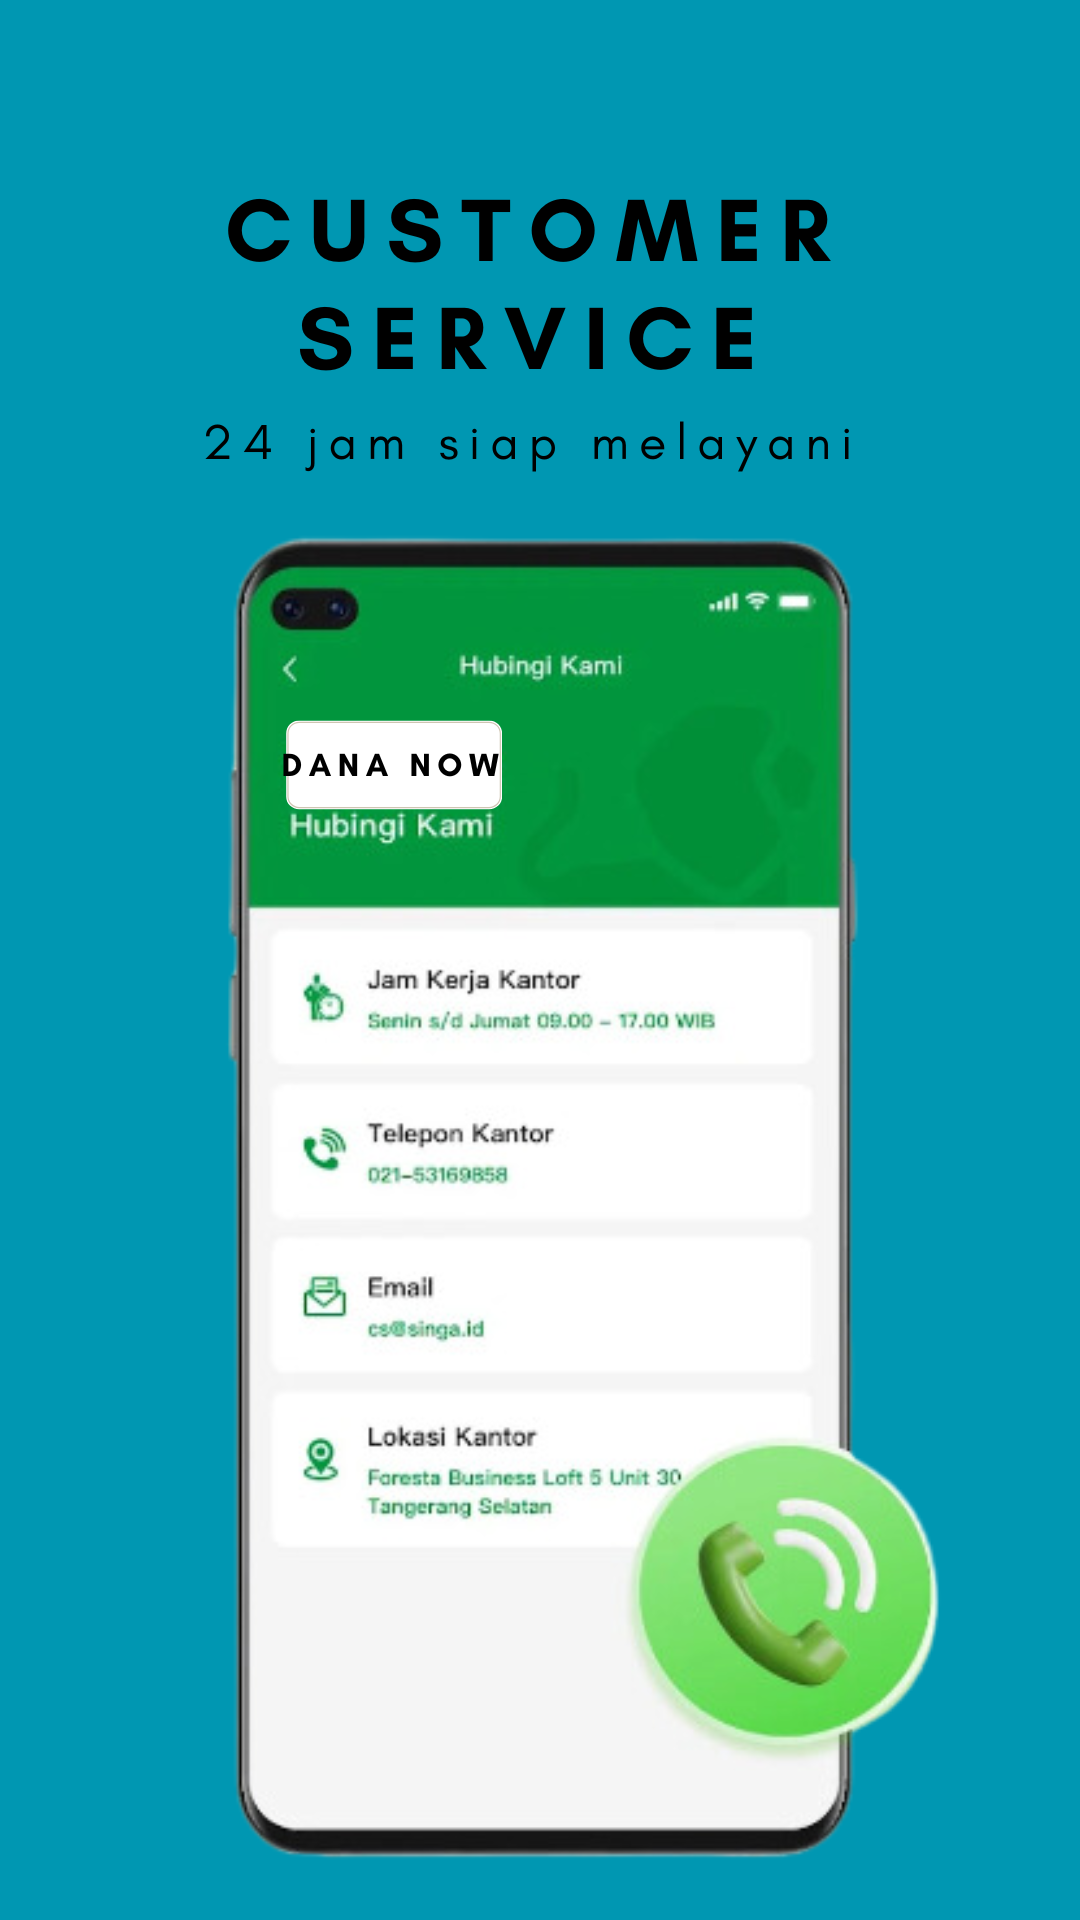 CUSTOMER
SERVICE
24 jam siap melayani
Hubingi Kami
DANA NOW
Hubingi Kami
Jam Kerja Kantor
Senin s/d Jumat 09.00 – 17.00 WIB
Telepon Kantor
021-53169858
Email
cs@singa.id
Lokasi Kantor
Foresta Business Loft 5 Unit 30
Tangerang Selatan